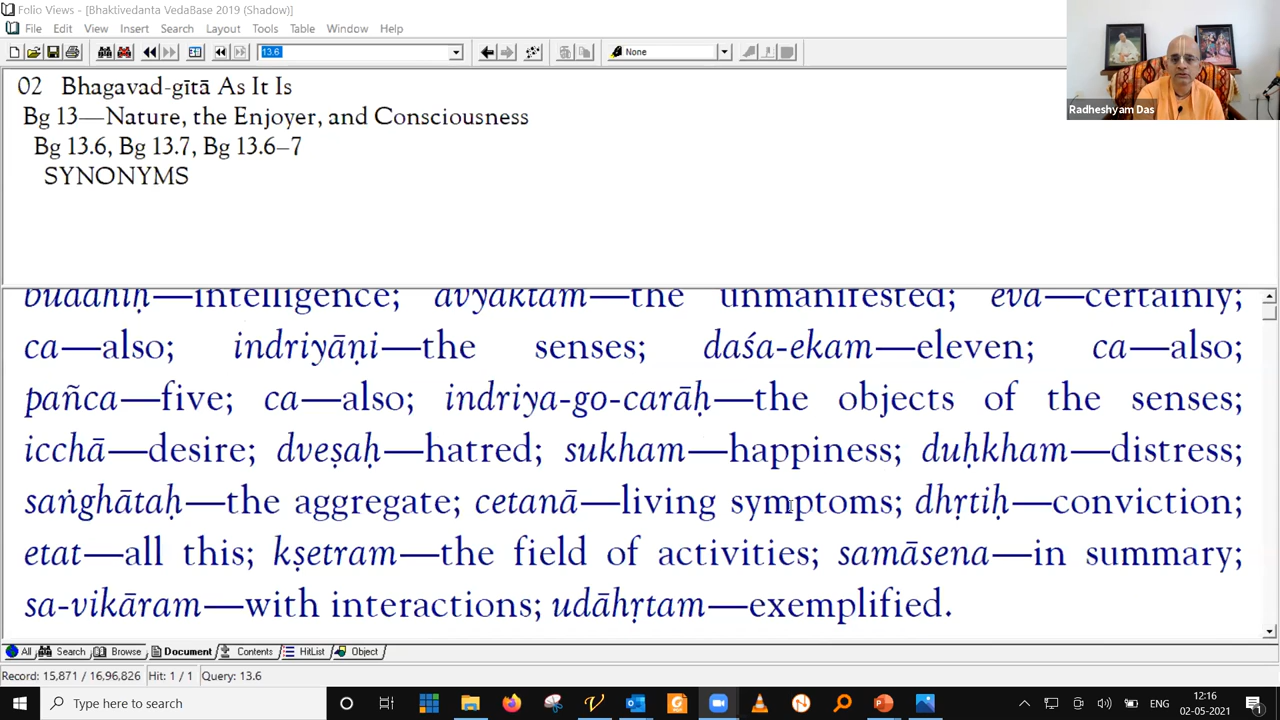 Folio Views - [Bhaktivedanta VedaBase 2019 (Shadow)]
File Edit View Insert Search Layout Tools Table Window Help
13.6 None
02 Bhagavad-gītā As It Is
Bg 13—Nature, the Enjoyer, and Consciousness
Bg 13.6, Bg 13.7, Bg 13.6–7
SYNONYMS
Radheshyam Das
buddhiḥ—intelligence; avyaktam—the unmanifested; eva—certainly;
ca—also; indriyāṇi—the senses; daśa-ekam—eleven; ca—also;
pañca—five; ca—also; indriya-go-carāḥ—the objects of the senses;
icchā—desire; dveṣaḥ—hatred; sukham—happiness; duḥkham—distress;
saṅghātaḥ—the aggregate; cetanā—living symptoms; dhṛtiḥ—conviction;
etat—all this; kṣetram—the field of activities; samāsena—in summary;
sa-vikāram—with interactions; udāhṛtam—exemplified.
All Search Browse Document Contents HitList Object
Record: 15,871 / 16,96,826 Hit: 1 / 1 Query: 13.6
Type here to search
ENG
12:16
02-05-2021
1